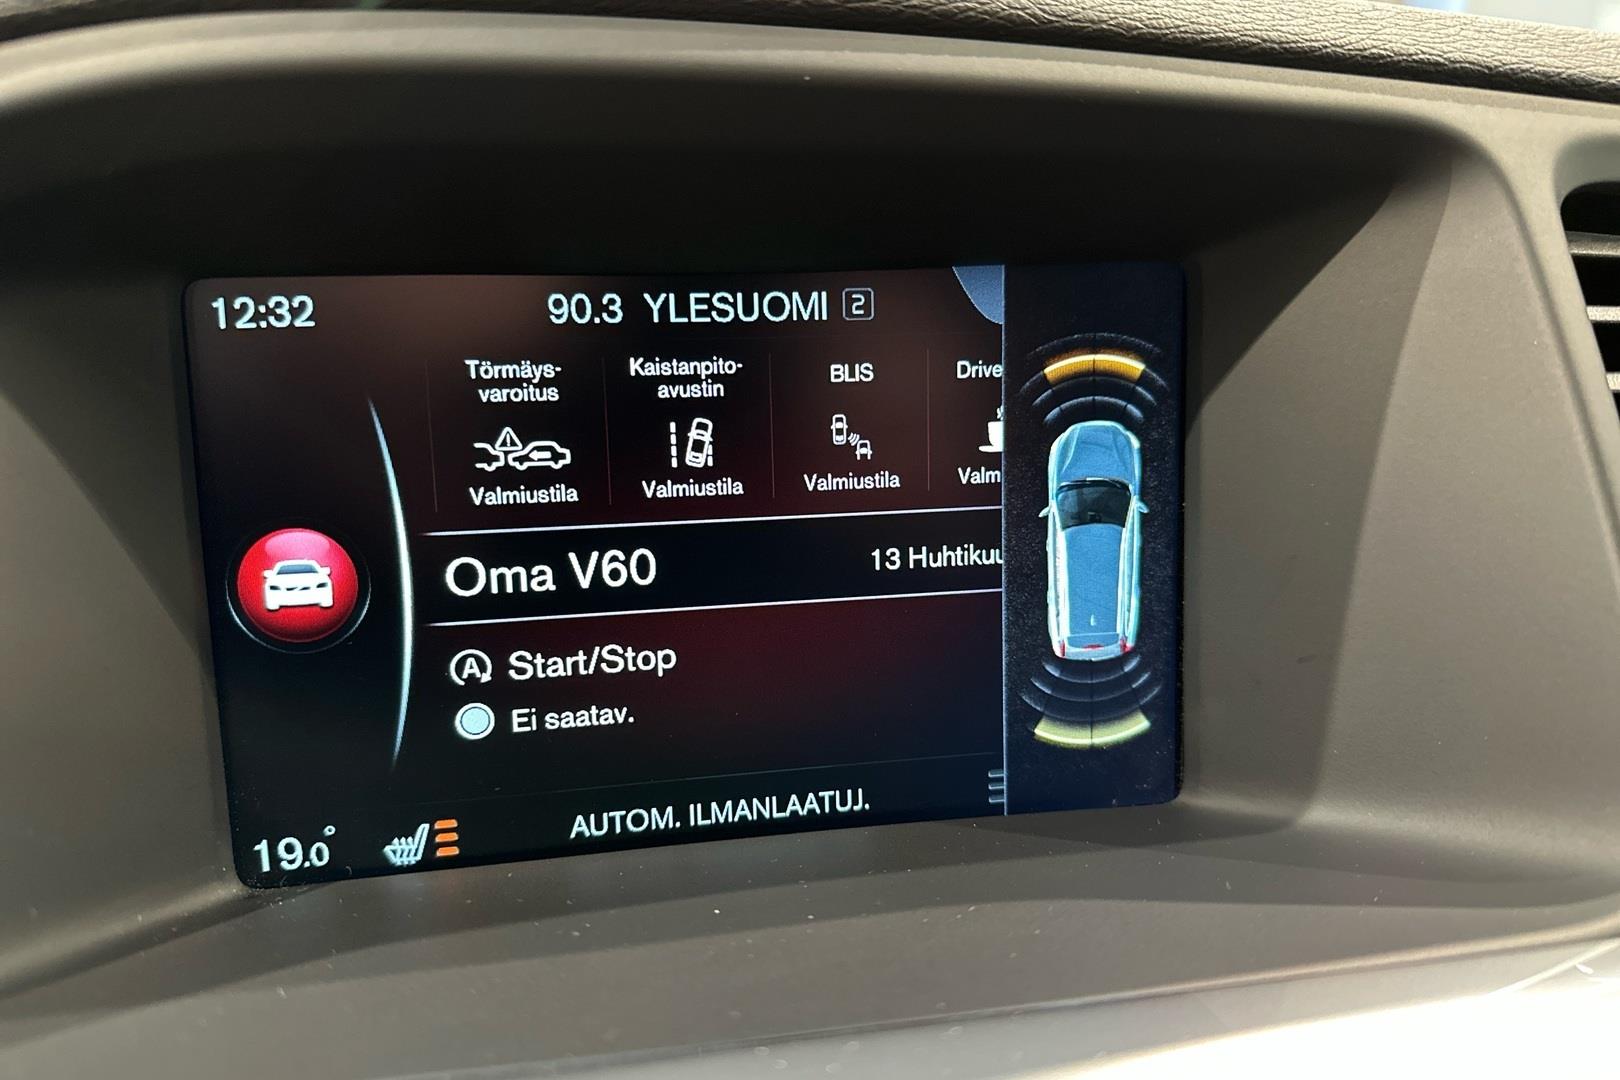 12:32
90.3 YLESUOMI 2
Törmäys-
varoitus
Valmiustila
Kaistanpito-
avustin
Valmiustila
BLIS
Valmiustila
Drive
Valm
Oma V60
13 Huhtikuu
A Start/Stop
Ei saatav.
19.0°
AUTOM. ILMANLAATUJ.